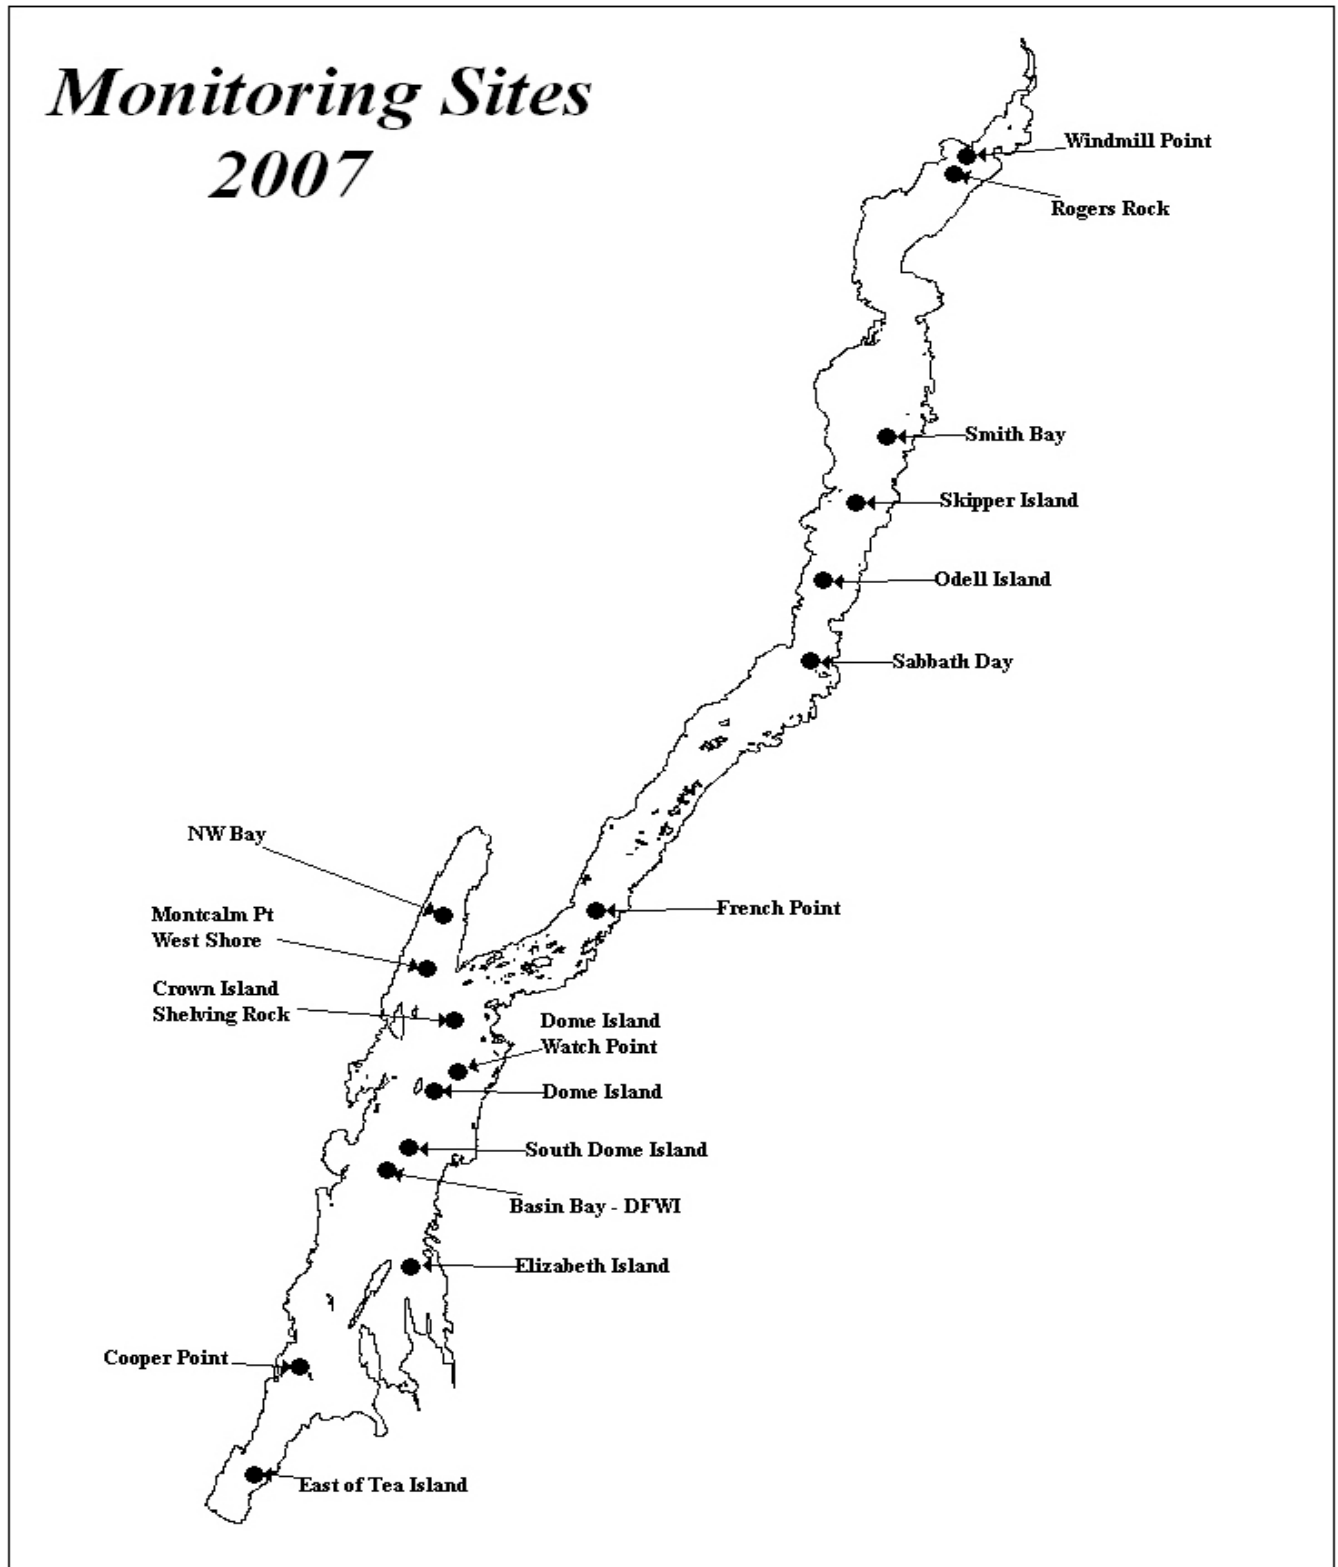 Monitoring Sites
2007
Windmill Point
Rogers Rock
Smith Bay
Skipper Island
Odell Island
Sabbath Day
NW Bay
French Point
Montcalm Pt
West Shore
Crown Island
Shelving Rock
Dome Island
Watch Point
Dome Island
South Dome Island
Basin Bay - DFWI
Elizabeth Island
Cooper Point
East of Tea Island